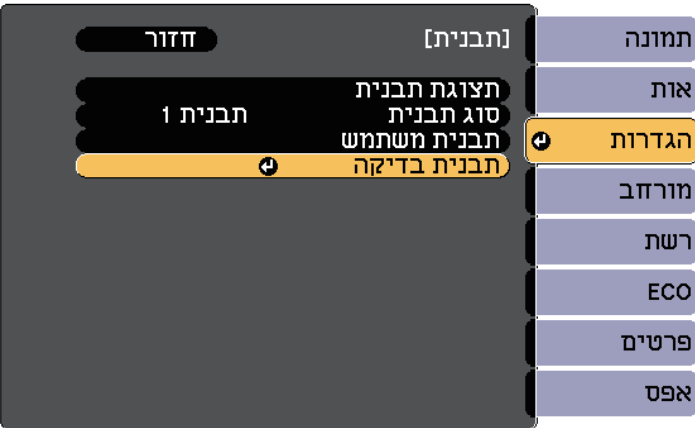 תמונה
אות
הגדרות
מורחב
רשת
ECO
פרטים
אפס
[תבנית] חזור
תצוגת תבנית
סוג תבנית תבנית 1
תבנית משתמש
תבנית בדיקה